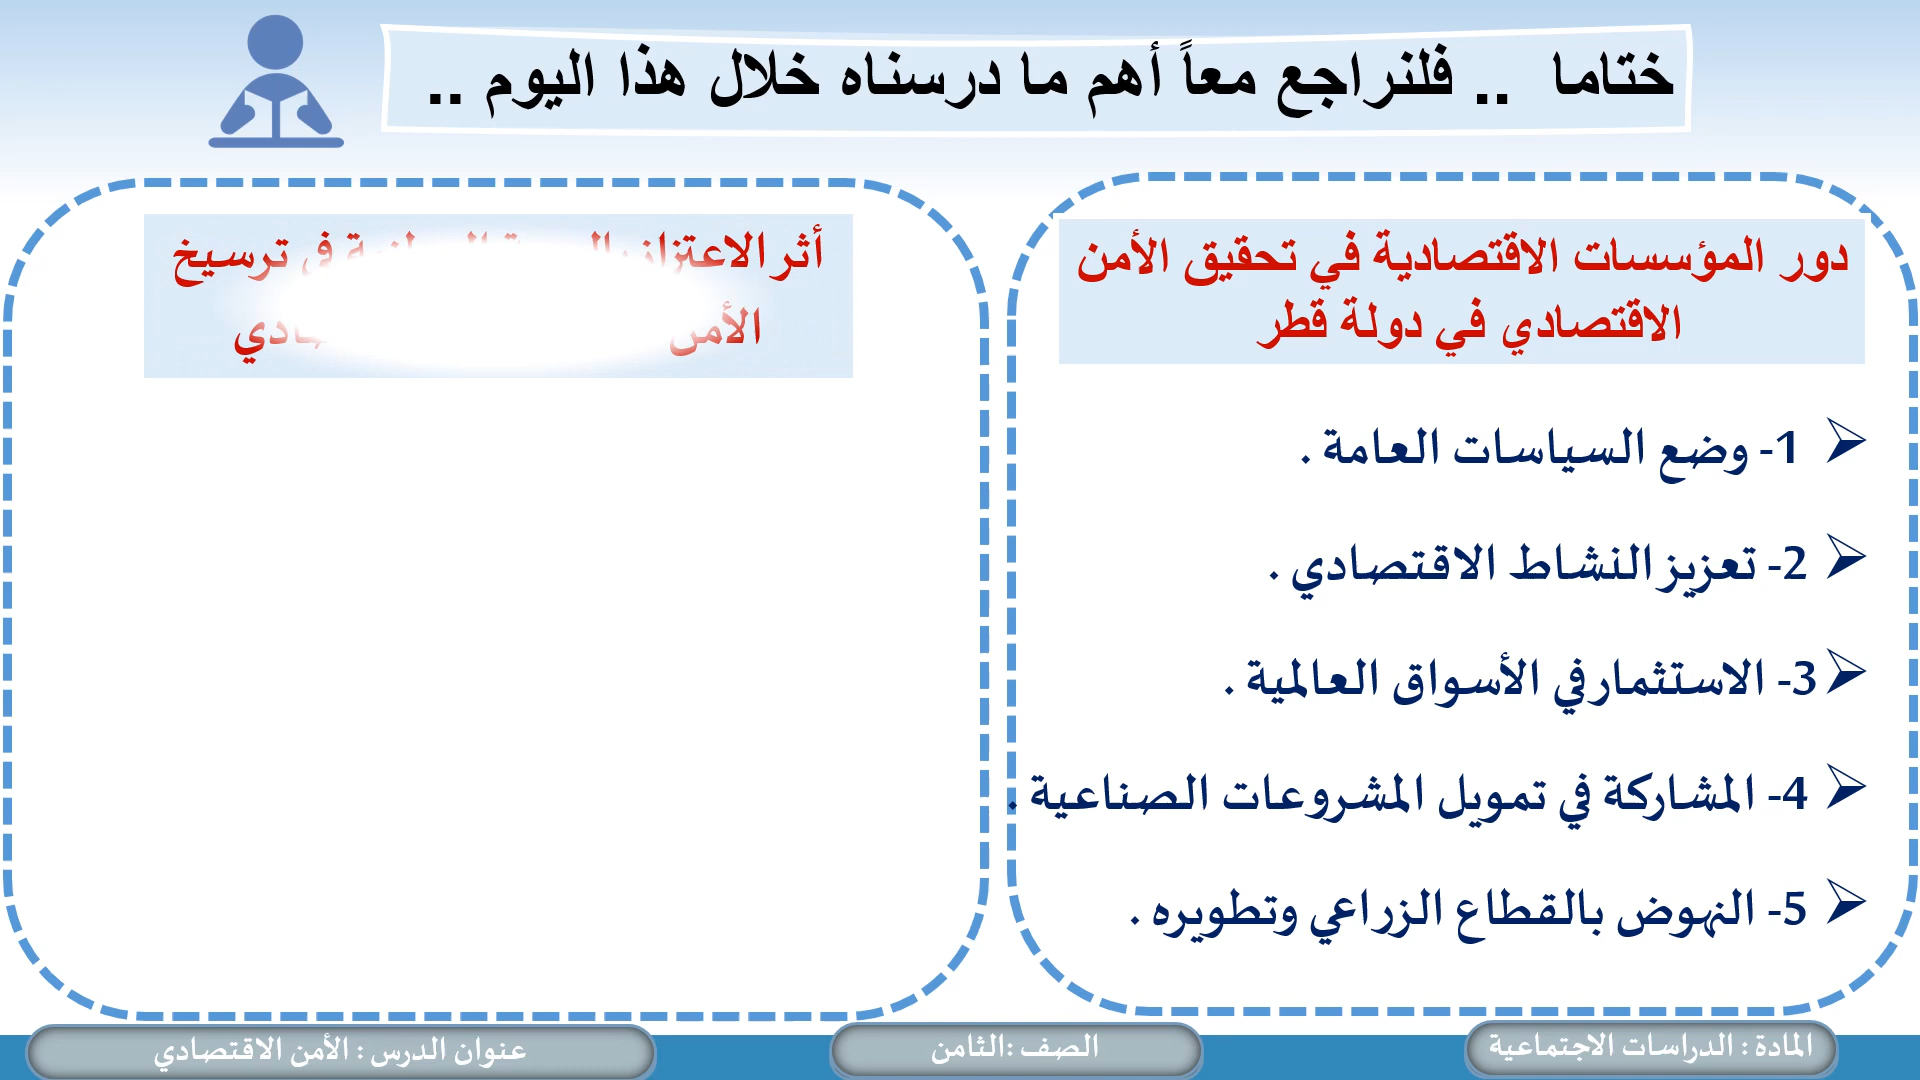 ختاما .. فلنراجع معاً أهم ما درسناه خلال هذا اليوم ..
دور المؤسسات الاقتصادية في تحقيق الأمن
الاقتصادي في دولة قطر
1- وضع السياسات العامة .
2- تعزيز النشاط الاقتصادي .
3- الاستثمار في الأسواق العالمية .
4- المشاركة في تمويل المشروعات الصناعية .
5- النهوض بالقطاع الزراعي وتطويره .
أثر الاعتزاز في ترسيخ
الأمن
المادة : الدراسات الاجتماعية
الصف :الثامن
عنوان الدرس : الأمن الاقتصادي